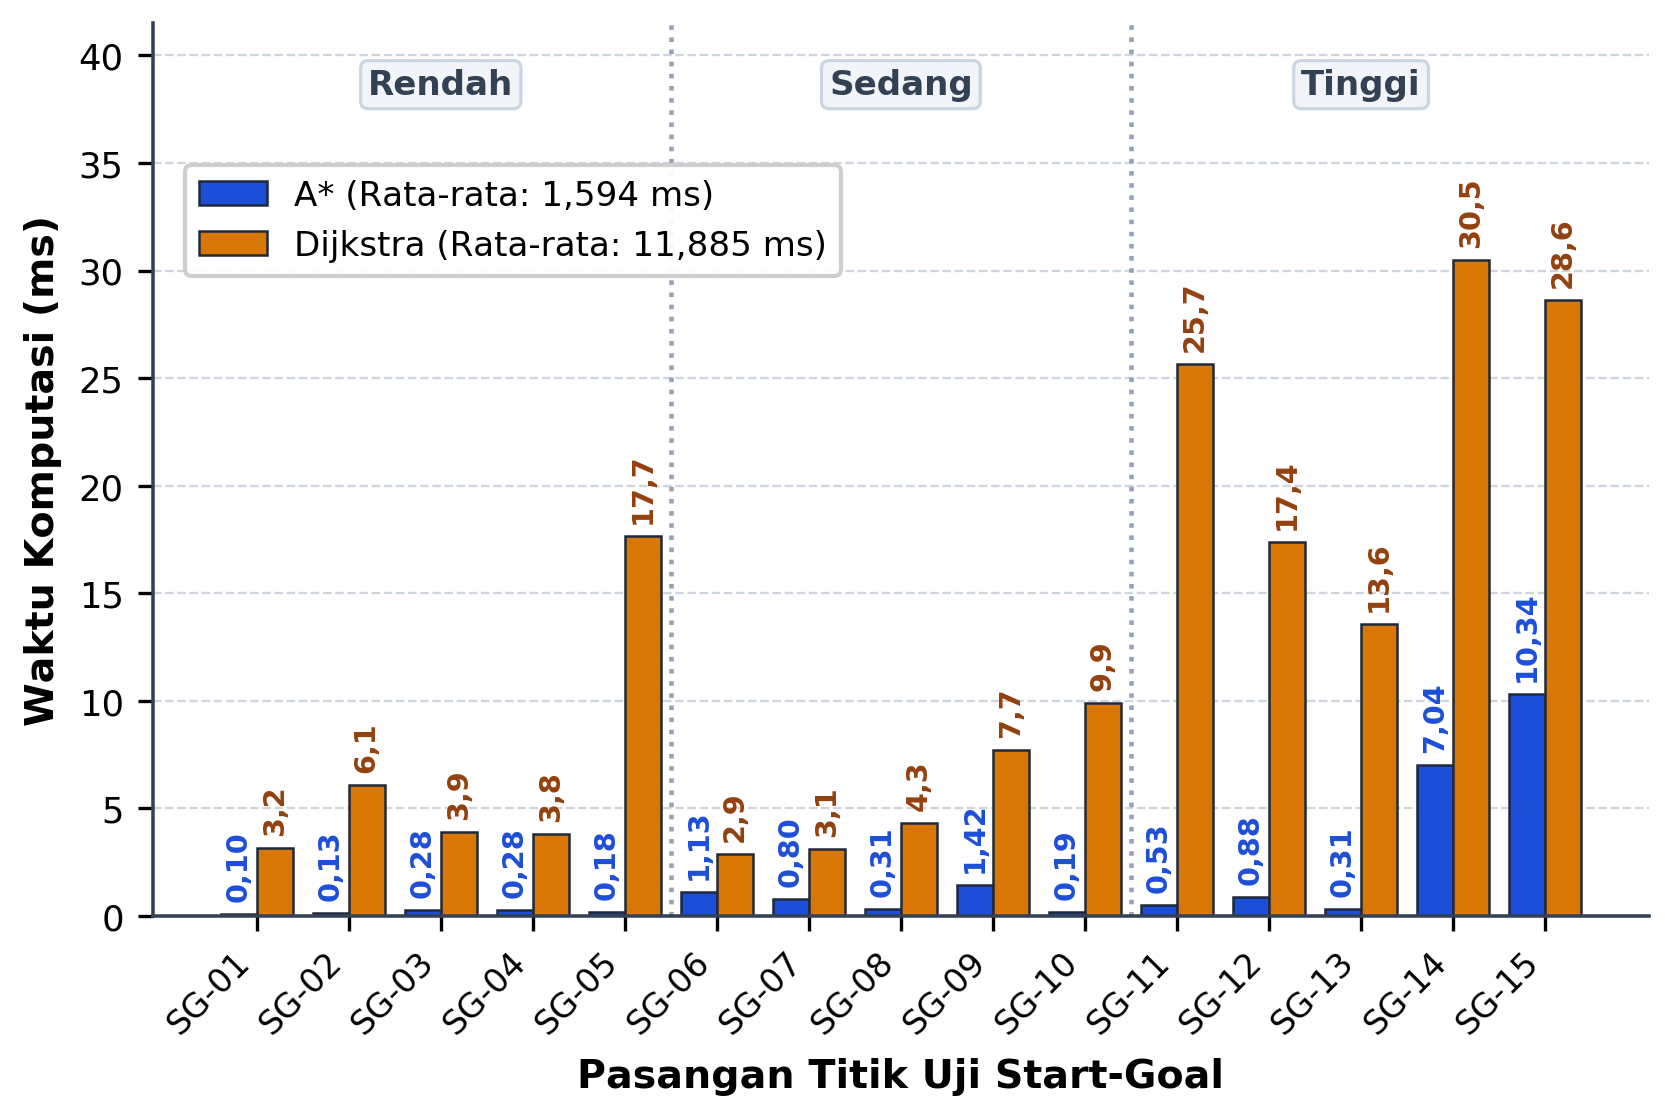 40
35
30
25
20
15
10
5
0
Waktu Komputasi (ms)
Rendah
Sedang
Tinggi
A* (Rata-rata: 1,594 ms)
Dijkstra (Rata-rata: 11,885 ms)
0,10
3,2
0,13
6,1
0,28
3,9
0,28
3,8
0,18
17,7
1,13
2,9
0,80
3,1
0,31
4,3
1,42
7,7
0,19
9,9
0,53
25,7
0,88
17,4
0,31
13,6
7,04
30,5
10,34
28,6
SG-01
SG-02
SG-03
SG-04
SG-05
SG-06
SG-07
SG-08
SG-09
SG-10
SG-11
SG-12
SG-13
SG-14
SG-15
Pasangan Titik Uji Start-Goal